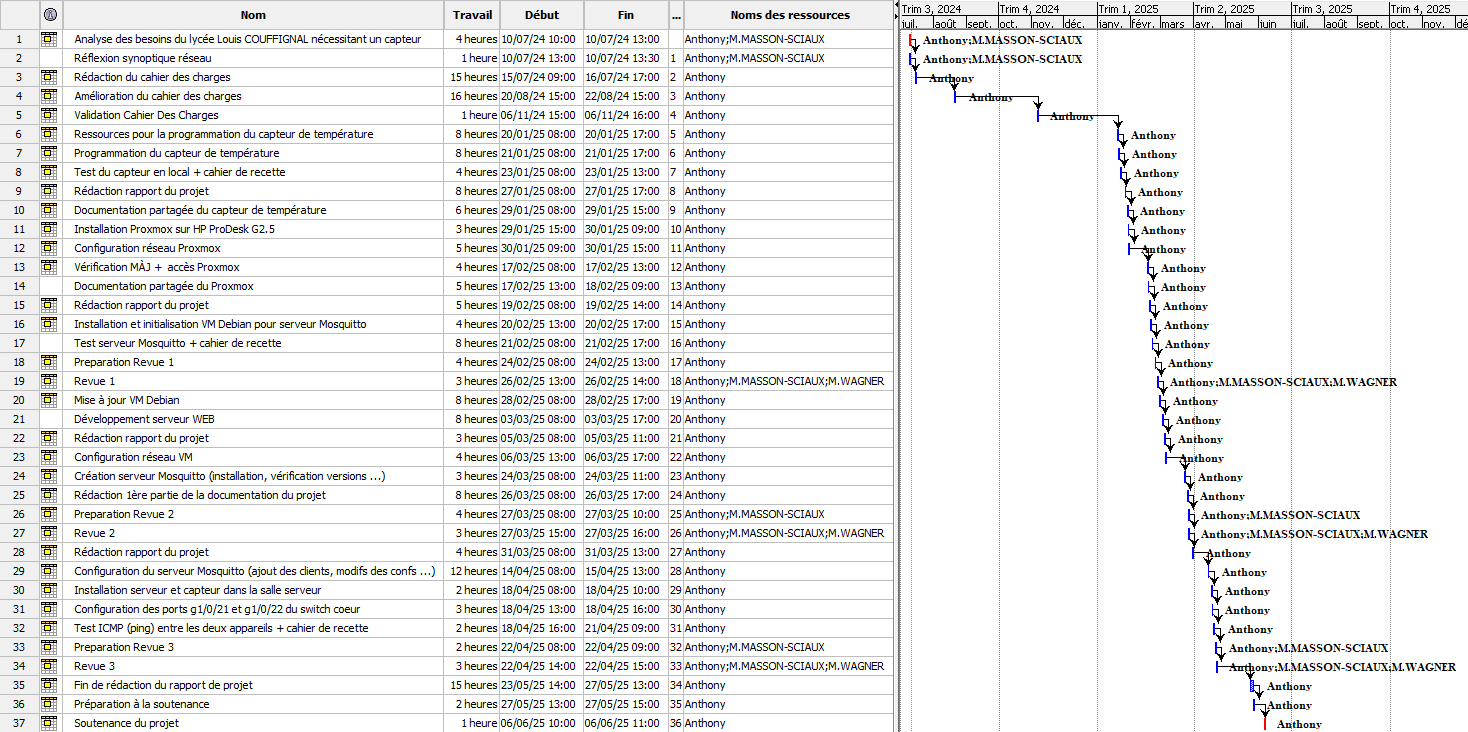 Nom Travail Début Fin ... Noms des ressources
Trim 3, 2024 Trim 4, 2024 Trim 1, 2025 Trim 2, 2025 Trim 3, 2025 Trim 4, 2025
juil. août sept. oct. nov. déc. janv. févr. mars avr. mai juin juil. août sept. oct. nov. dé
1 Analyse des besoins du lycée Louis COUFFIGNAL nécessitant un capteur 4 heures 10/07/24 10:00 10/07/24 13:00 Anthony;M.MASSON-SCIAUX Anthony;M.MASSON-SCIAUX
2 Réflexion synoptique réseau 1 heure 10/07/24 13:00 10/07/24 13:30 1 Anthony;M.MASSON-SCIAUX Anthony;M.MASSON-SCIAUX
3 Rédaction du cahier des charges 15 heures 15/07/24 09:00 16/07/24 17:00 2 Anthony Anthony
4 Amélioration du cahier des charges 16 heures 20/08/24 15:00 22/08/24 15:00 3 Anthony Anthony
5 Validation Cahier Des Charges 1 heure 06/11/24 15:00 06/11/24 16:00 4 Anthony Anthony
6 Ressources pour la programmation du capteur de température 8 heures 20/01/25 08:00 20/01/25 17:00 5 Anthony Anthony
7 Programmation du capteur de température 8 heures 21/01/25 08:00 21/01/25 17:00 6 Anthony Anthony
8 Test du capteur en local + cahier de recette 4 heures 23/01/25 08:00 23/01/25 13:00 7 Anthony Anthony
9 Rédaction rapport du projet 8 heures 27/01/25 08:00 27/01/25 17:00 8 Anthony Anthony
10 Documentation partagée du capteur de température 6 heures 29/01/25 08:00 29/01/25 15:00 9 Anthony Anthony
11 Installation Proxmox sur HP ProDesk G2.5 3 heures 29/01/25 15:00 30/01/25 09:00 10 Anthony Anthony
12 Configuration réseau Proxmox 5 heures 30/01/25 09:00 30/01/25 15:00 11 Anthony Anthony
13 Vérification MÀJ + accès Proxmox 4 heures 17/02/25 08:00 17/02/25 13:00 12 Anthony Anthony
14 Documentation partagée du Proxmox 5 heures 17/02/25 13:00 18/02/25 09:00 13 Anthony Anthony
15 Rédaction rapport du projet 5 heures 19/02/25 08:00 19/02/25 14:00 14 Anthony Anthony
16 Installation et initialisation VM Debian pour serveur Mosquitto 4 heures 20/02/25 13:00 20/02/25 17:00 15 Anthony Anthony
17 Test serveur Mosquitto + cahier de recette 8 heures 21/02/25 08:00 21/02/25 17:00 16 Anthony Anthony
18 Preparation Revue 1 4 heures 24/02/25 08:00 24/02/25 13:00 17 Anthony Anthony
19 Revue 1 3 heures 26/02/25 13:00 26/02/25 14:00 18 Anthony;M.MASSON-SCIAUX;M.WAGNER Anthony;M.MASSON-SCIAUX;M.WAGNER
20 Mise à jour VM Debian 8 heures 28/02/25 08:00 28/02/25 17:00 19 Anthony Anthony
21 Développement serveur WEB 8 heures 03/03/25 08:00 03/03/25 17:00 20 Anthony Anthony
22 Rédaction rapport du projet 3 heures 05/03/25 08:00 05/03/25 11:00 21 Anthony Anthony
23 Configuration réseau VM 4 heures 06/03/25 13:00 06/03/25 17:00 22 Anthony Anthony
24 Création serveur Mosquitto (installation, vérification versions ...) 3 heures 24/03/25 08:00 24/03/25 11:00 23 Anthony Anthony
25 Rédaction 1ère partie de la documentation du projet 8 heures 26/03/25 08:00 26/03/25 17:00 24 Anthony Anthony
26 Preparation Revue 2 4 heures 27/03/25 08:00 27/03/25 10:00 25 Anthony;M.MASSON-SCIAUX Anthony;M.MASSON-SCIAUX
27 Revue 2 3 heures 27/03/25 15:00 27/03/25 16:00 26 Anthony;M.MASSON-SCIAUX;M.WAGNER Anthony;M.MASSON-SCIAUX;M.WAGNER
28 Rédaction rapport du projet 4 heures 31/03/25 08:00 31/03/25 13:00 27 Anthony Anthony
29 Configuration du serveur Mosquitto (ajout des clients, modifs des confs ...) 12 heures 14/04/25 08:00 15/04/25 13:00 28 Anthony Anthony
30 Installation serveur et capteur dans la salle serveur 2 heures 18/04/25 08:00 18/04/25 10:00 29 Anthony Anthony
31 Configuration des ports g1/0/21 et g1/0/22 du switch coeur 3 heures 18/04/25 13:00 18/04/25 16:00 30 Anthony Anthony
32 Test ICMP (ping) entre les deux appareils + cahier de recette 2 heures 18/04/25 16:00 21/04/25 09:00 31 Anthony Anthony
33 Preparation Revue 3 2 heures 22/04/25 08:00 22/04/25 09:00 32 Anthony;M.MASSON-SCIAUX Anthony;M.MASSON-SCIAUX
34 Revue 3 3 heures 22/04/25 14:00 22/04/25 15:00 33 Anthony;M.MASSON-SCIAUX;M.WAGNER Anthony;M.MASSON-SCIAUX;M.WAGNER
35 Fin de rédaction du rapport de projet 15 heures 23/05/25 14:00 27/05/25 13:00 34 Anthony Anthony
36 Préparation à la soutenance 2 heures 27/05/25 13:00 27/05/25 15:00 35 Anthony Anthony
37 Soutenance du projet 1 heure 06/06/25 10:00 06/06/25 11:00 36 Anthony Anthony